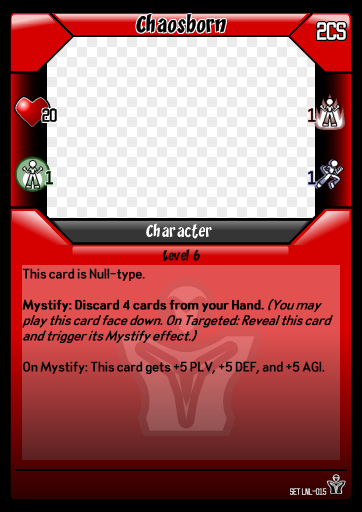 Chaosborn
2CS
20
1
1
1
Character
Level 6
This card is Null-type.
Mystify: Discard 4 cards from your Hand. (You may
play this card face down. On Targeted: Reveal this card
and trigger its Mystify effect.)
On Mystify: This card gets +5 PLV, +5 DEF, and +5 AGI.
SET LNL-015